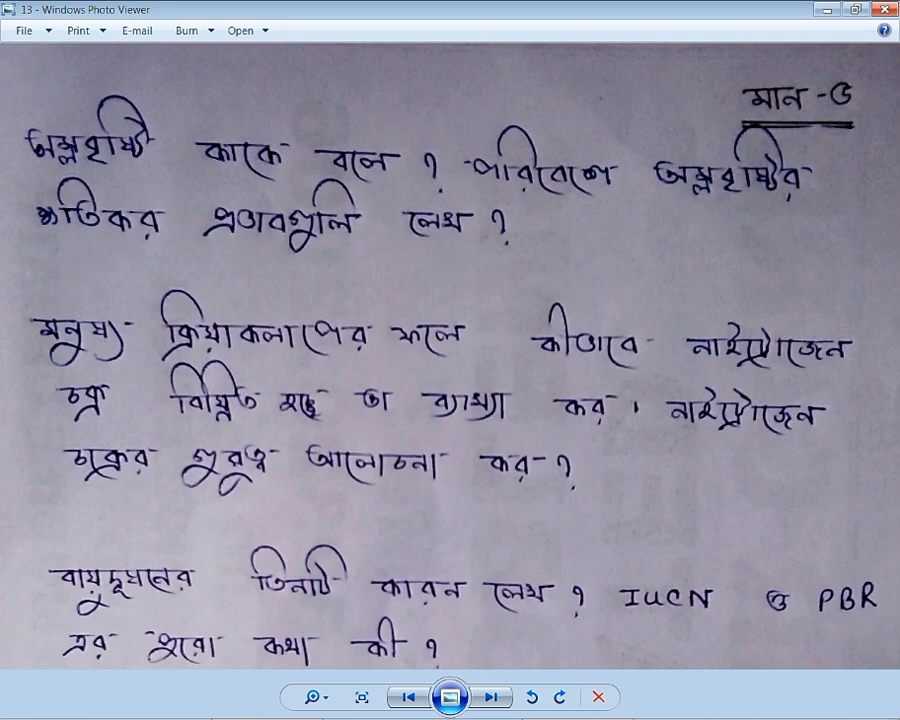 13 - Windows Photo Viewer
File Print E-mail Burn Open
মান - ৫
অম্লবৃষ্টি কাকে বলে ? পরিবেশে অম্লবৃষ্টির
ক্ষতিকর প্রভাবগুলি লেখ ?
মনুষ্য ক্রিয়াকলাপের ফলে কীভাবে নাইট্রোজেন
চক্র বিঘ্নিত হচ্ছে তা ব্যাখ্যা কর । নাইট্রোজেন
চক্রের গুরুত্ব আলোচনা কর ?
বায়ুদূষনের তিনটি কারন লেখ ? IUCN ও PBR
এর পুরো কথা কী ?